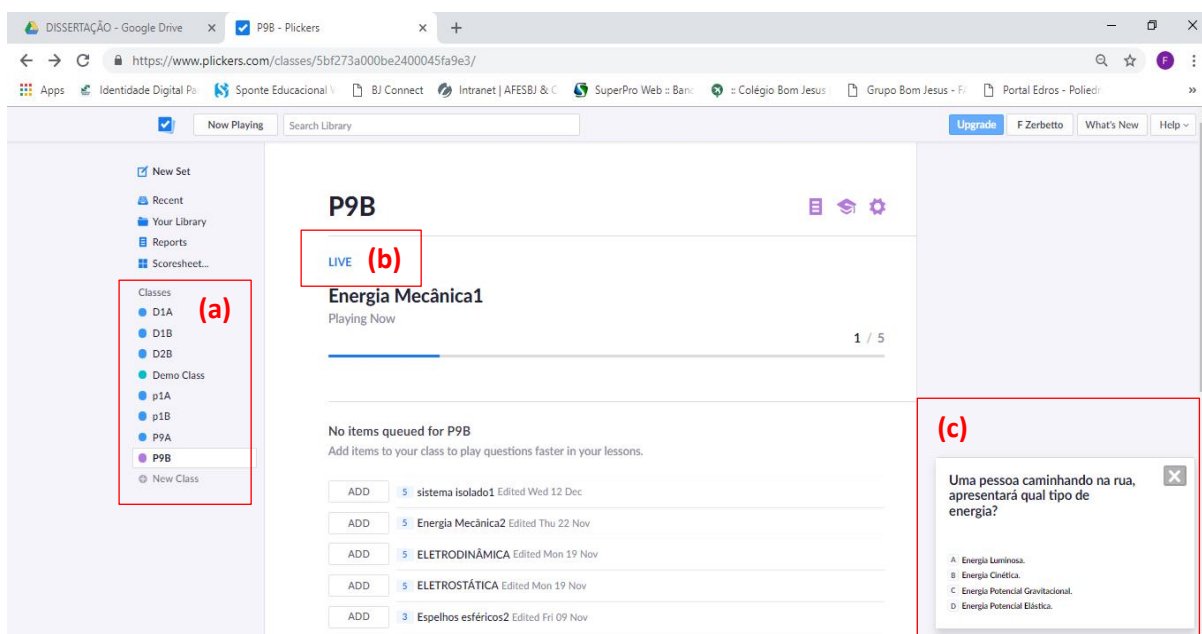 DISSERTAÇÃO - Google Drive
P9B - Plickers
https://www.plickers.com/classes/5bf273a000be2400045fa9e3/
F
Apps
Identidade Digital Pa
Sponte Educacional
BJ Connect
Intranet | AFESBJ & C
SuperPro Web :: Banc
:: Colégio Bom Jesus
Grupo Bom Jesus - F
Portal Edros - Poliedr
»
Now Playing
Search Library
Upgrade
F Zerbetto
What's New
Help
New Set
Recent
Your Library
Reports
Scoresheet...
Classes
(a)
D1A
D1B
D2B
Demo Class
p1A
p1B
P9A
P9B
New Class
P9B
LIVE
(b)
Energia Mecânica1
Playing Now
1 / 5
No items queued for P9B
Add items to your class to play questions faster in your lessons.
ADD 5 sistema isolado1 Edited Wed 12 Dec
ADD 5 Energia Mecânica2 Edited Thu 22 Nov
ADD 5 ELETRODINÂMICA Edited Mon 19 Nov
ADD 5 ELETROSTÁTICA Edited Mon 19 Nov
ADD 3 Espelhos esféricos2 Edited Fri 09 Nov
(c)
Uma pessoa caminhando na rua,
apresentará qual tipo de
energia?
A Energia Luminosa.
B Energia Cinética.
C Energia Potencial Gravitacional.
D Energia Potencial Elástica.